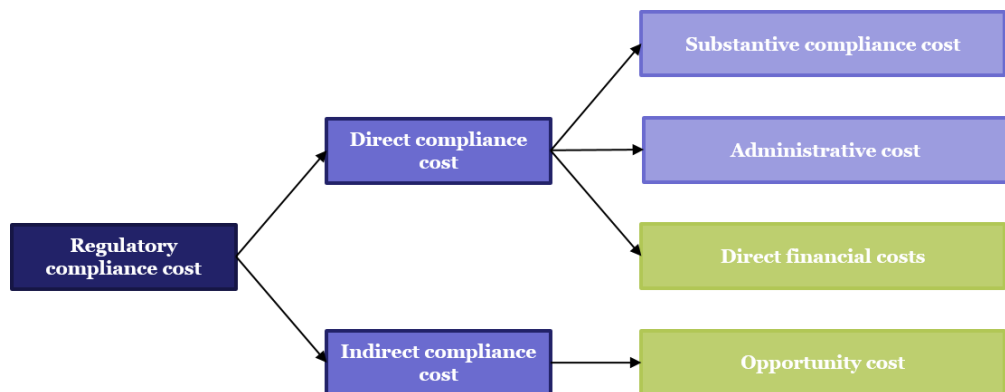 Substantive compliance cost
Direct compliance
cost
Administrative cost
Regulatory
compliance cost
Direct financial costs
Indirect compliance
cost
Opportunity cost